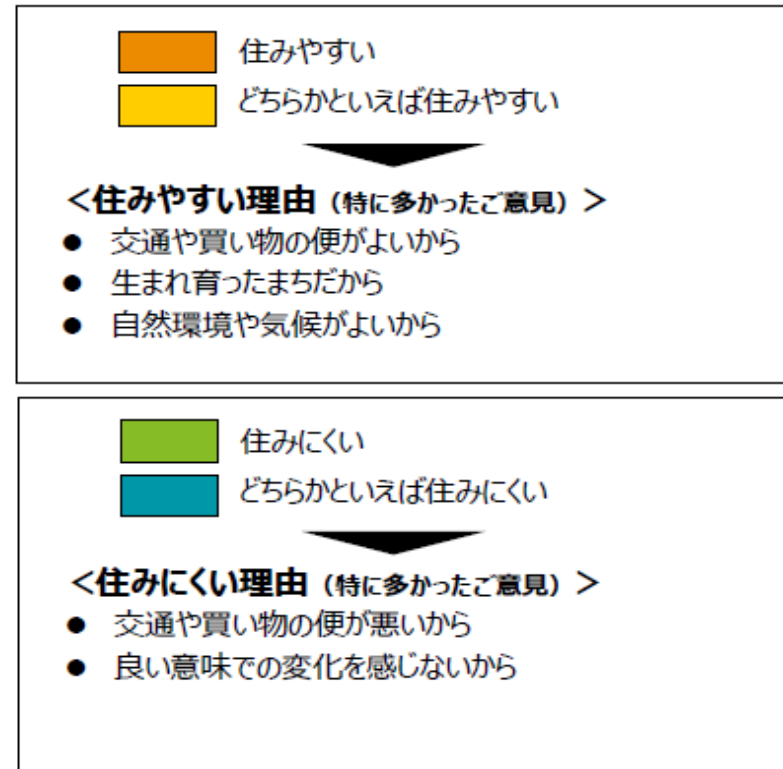 住みやすい
どちらかといえば住みやすい
<住みやすい理由（特に多かったご意見）>
● 交通や買い物の便がよいから
● 生まれ育ったまちだから
● 自然環境や気候がよいから
住みにくい
どちらかといえば住みにくい
<住みにくい理由（特に多かったご意見）>
● 交通や買い物の便が悪いから
● 良い意味での変化を感じないから